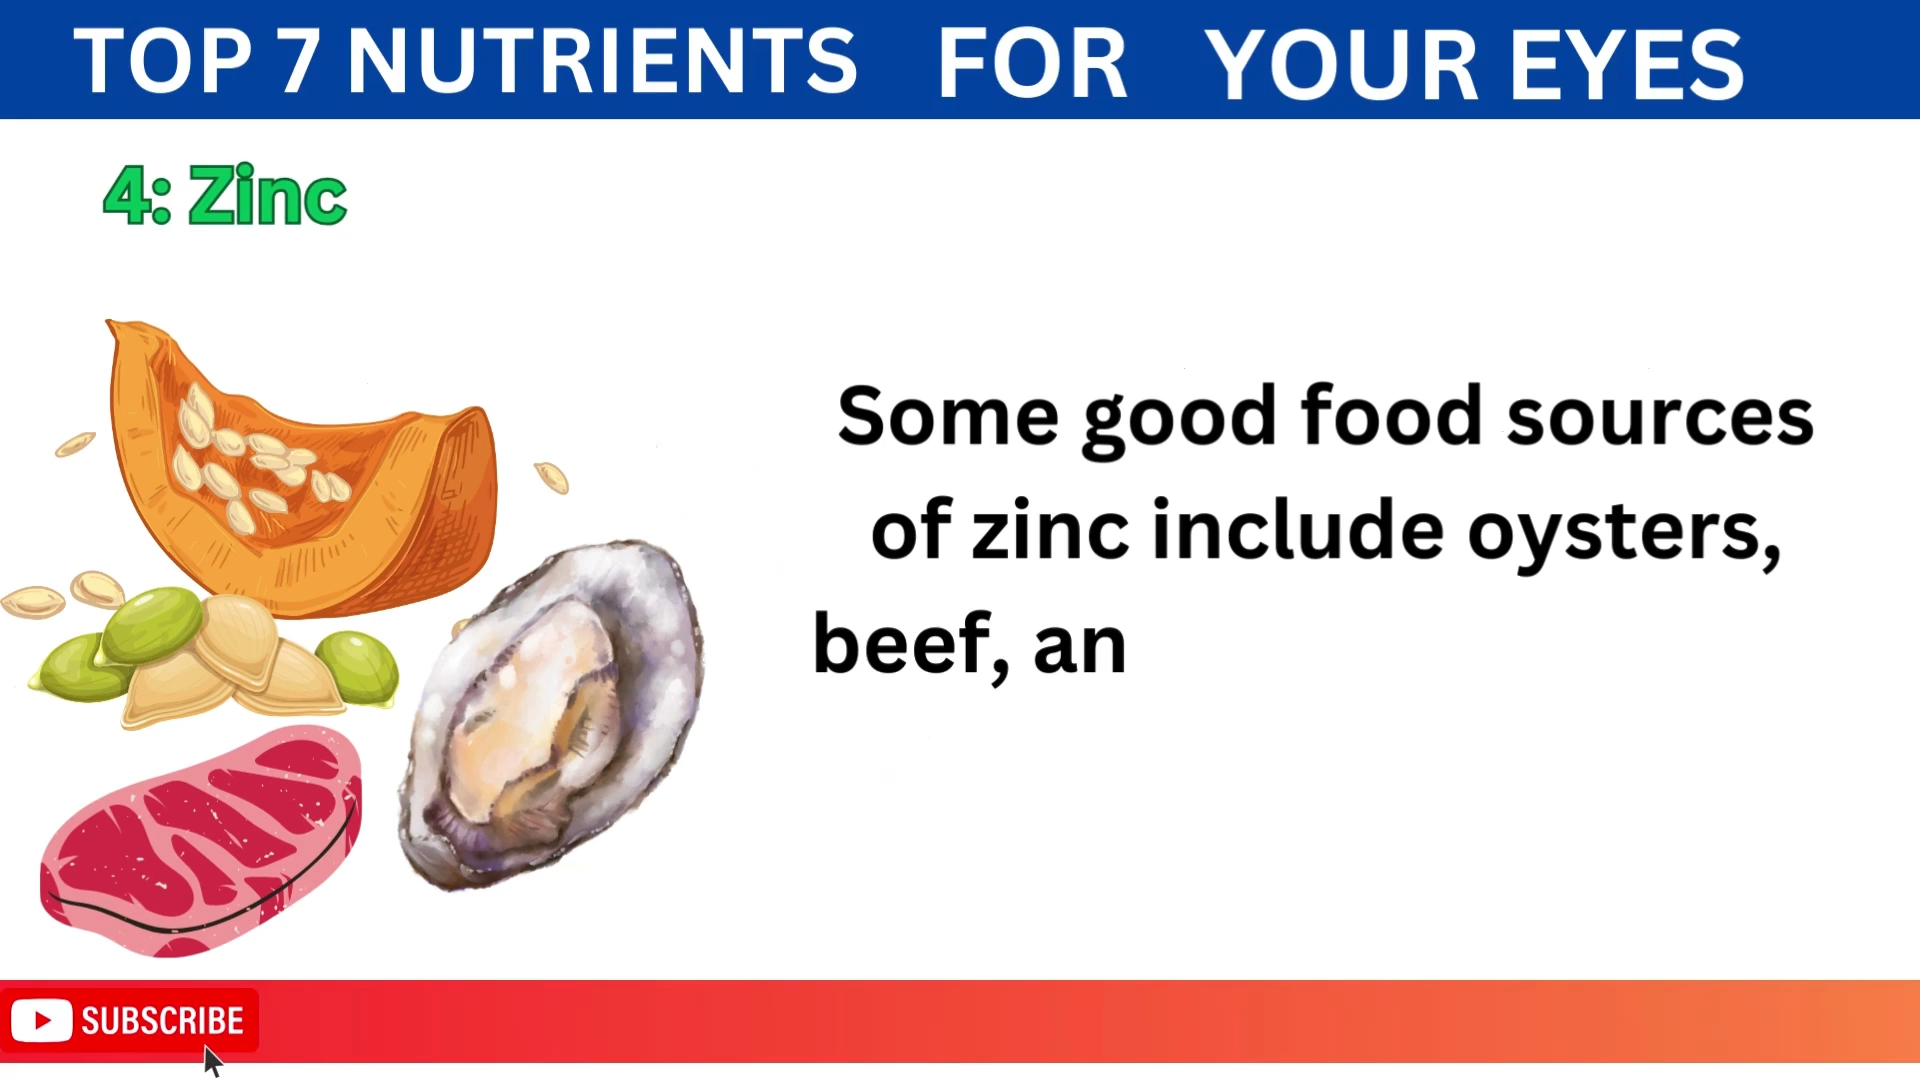 TOP 7 NUTRIENTS FOR YOUR EYES
4: Zinc
Some good food sources
of zinc include oysters,
beef, an
SUBSCRIBE